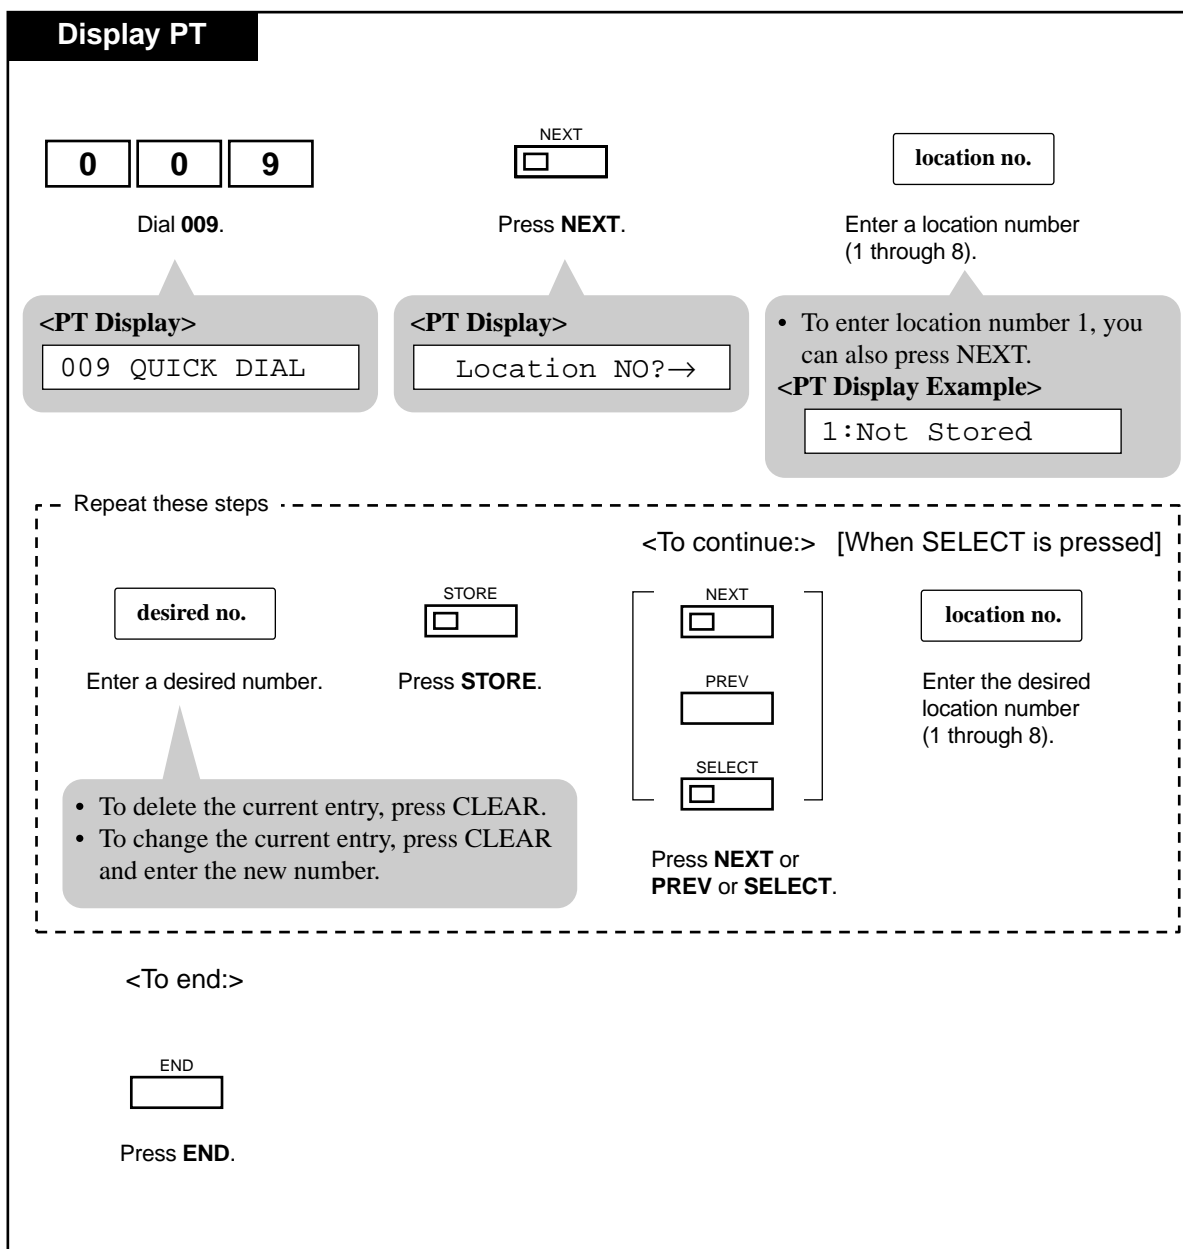 Display PT
0 0 9
Dial 009.
<PT Display>
009 QUICK DIAL
NEXT
Press NEXT.
<PT Display>
Location NO?→
location no.
Enter a location number
(1 through 8).
• To enter location number 1, you
can also press NEXT.
<PT Display Example>
1:Not Stored
Repeat these steps
desired no.
Enter a desired number.
• To delete the current entry, press CLEAR.
• To change the current entry, press CLEAR
and enter the new number.
STORE
Press STORE.
<To continue:>
NEXT
PREV
SELECT
Press NEXT or
PREV or SELECT.
[When SELECT is pressed]
location no.
Enter the desired
location number
(1 through 8).
<To end:>
END
Press END.